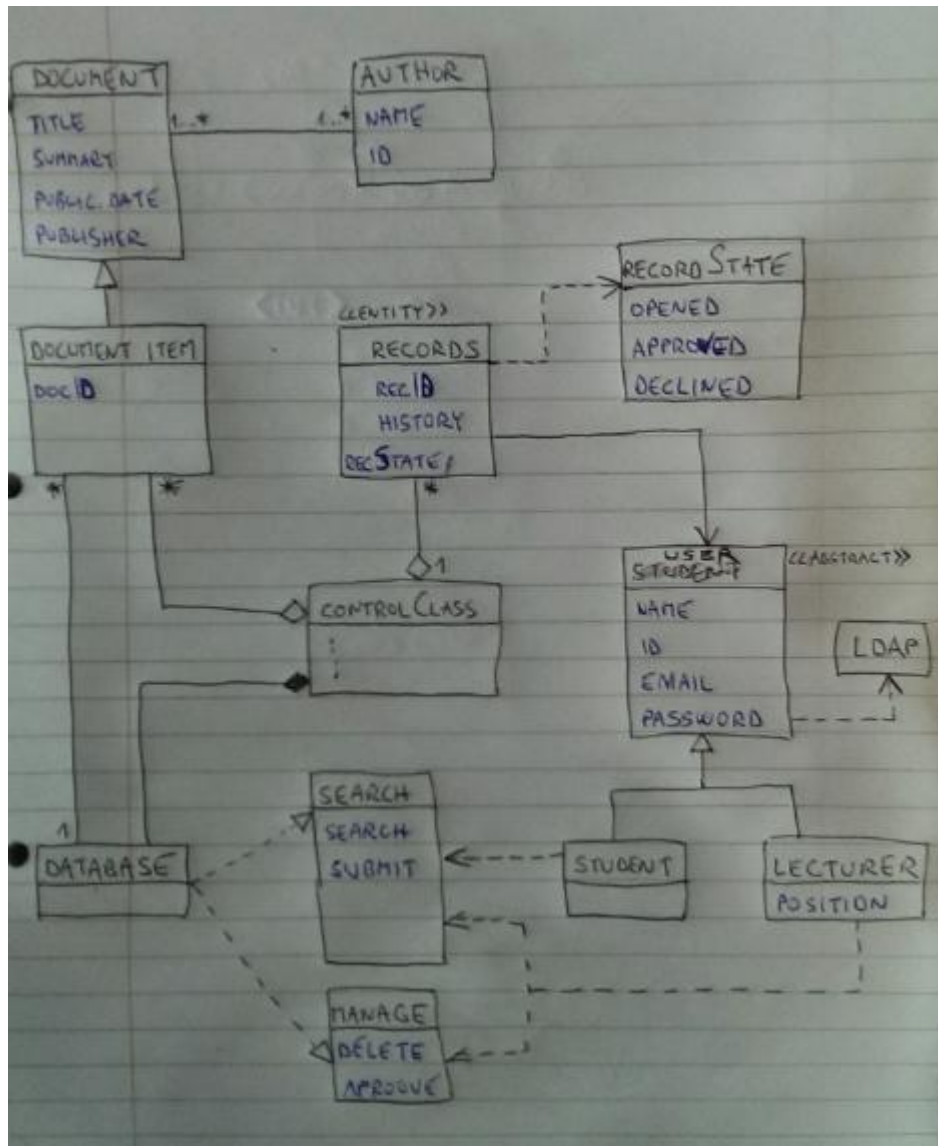 DOCUMENT
TITLE
SUMMARY
PUBLIC. DATE
PUBLISHER
1..*
1..*
AUTHOR
NAME
ID
RECORD STATE
OPENED
APPROVED
DECLINED
<<ENTITY>>
RECORDS
RECID
HISTORY
RECSTATE
*
DOCUMENT ITEM
DOCID
*
*
1
CONTROLCLASS
USER
STUDENT
<<ABSTRACT>>
NAME
ID
EMAIL
PASSWORD
LDAP
SEARCH
SEARCH
SUBMIT
1
DATABASE
STUDENT
LECTURER
POSITION
MANAGE
DELETE
APROOVE